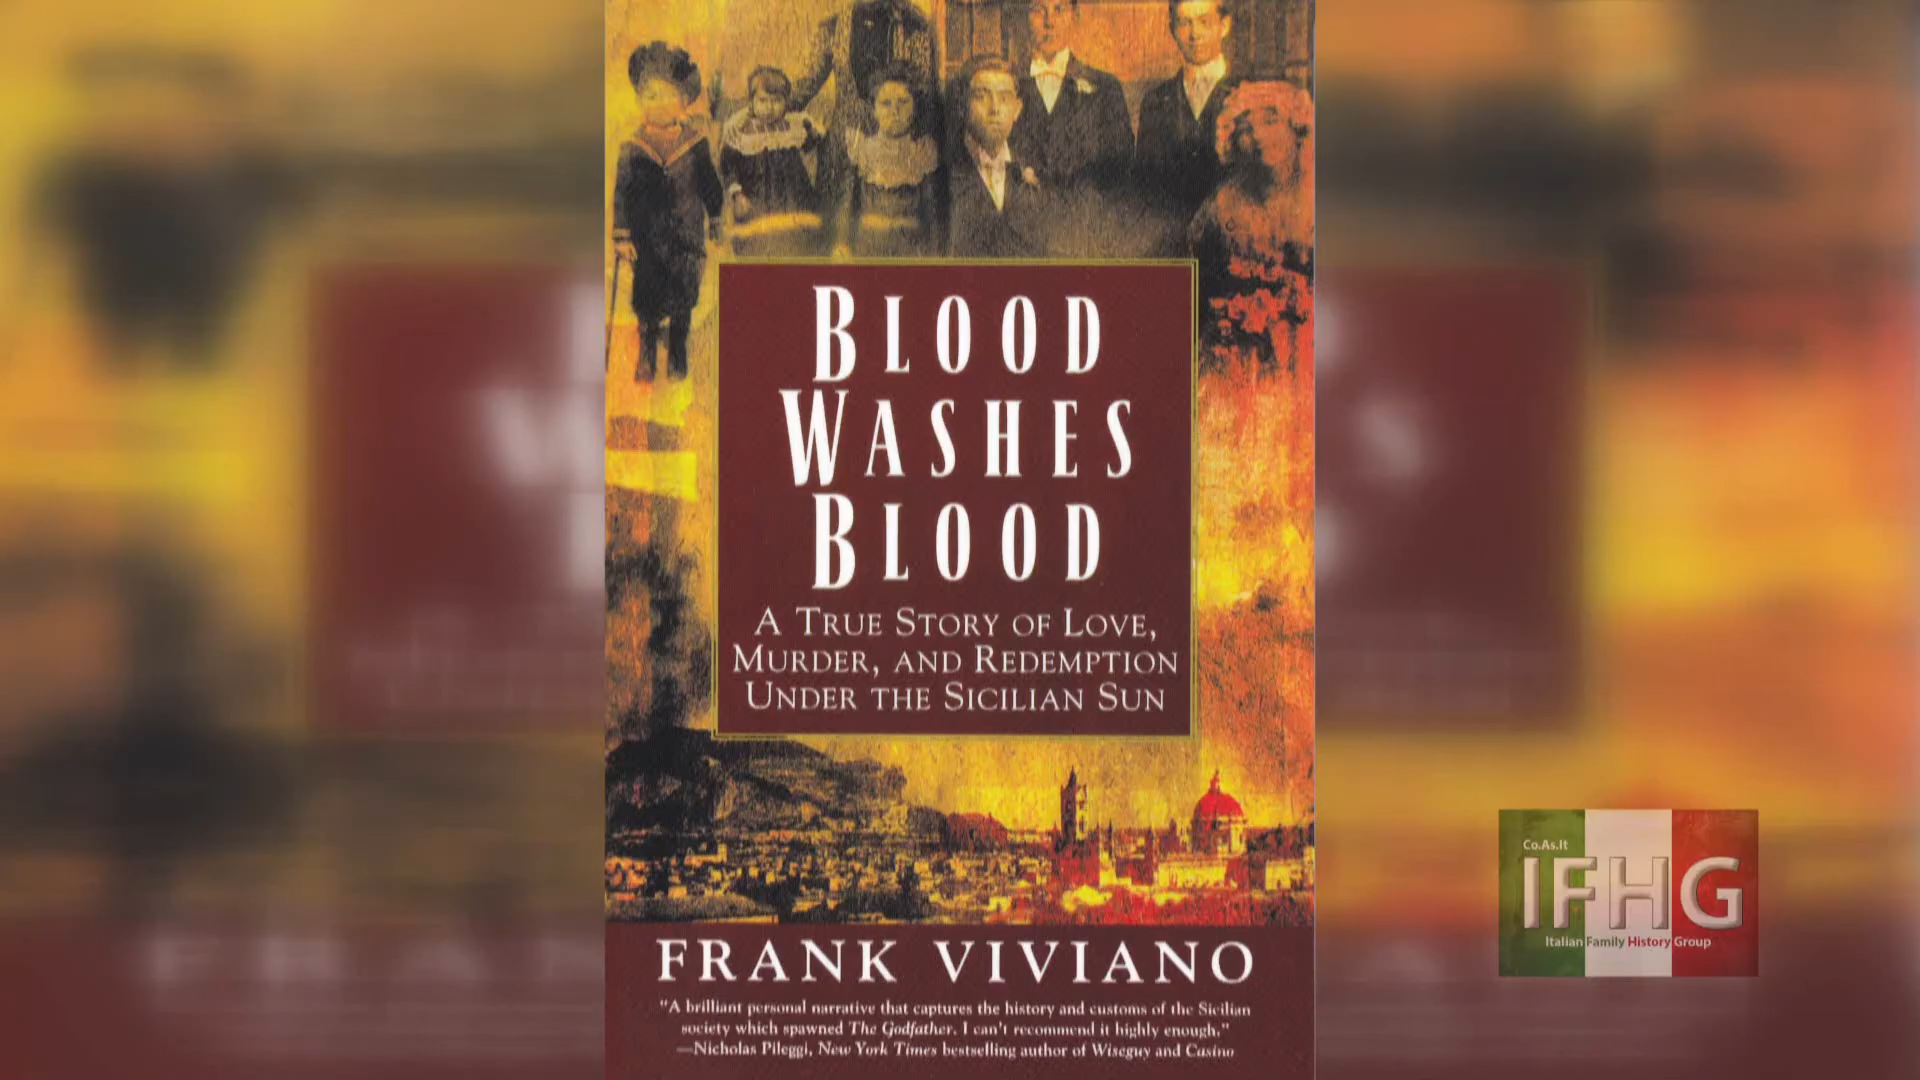 BLOOD
WASHES
BLOOD
A TRUE STORY OF LOVE,
MURDER, AND REDEMPTION
UNDER THE SICILIAN SUN
FRANK VIVIANO
"A brilliant personal narrative that captures the history and customs of the Sicilian
society which spawned The Godfather. I can't recommend it highly enough."
—Nicholas Pileggi, New York Times bestselling author of Wiseguy and Casino
Co.As.It
IFHG
Italian Family History Group